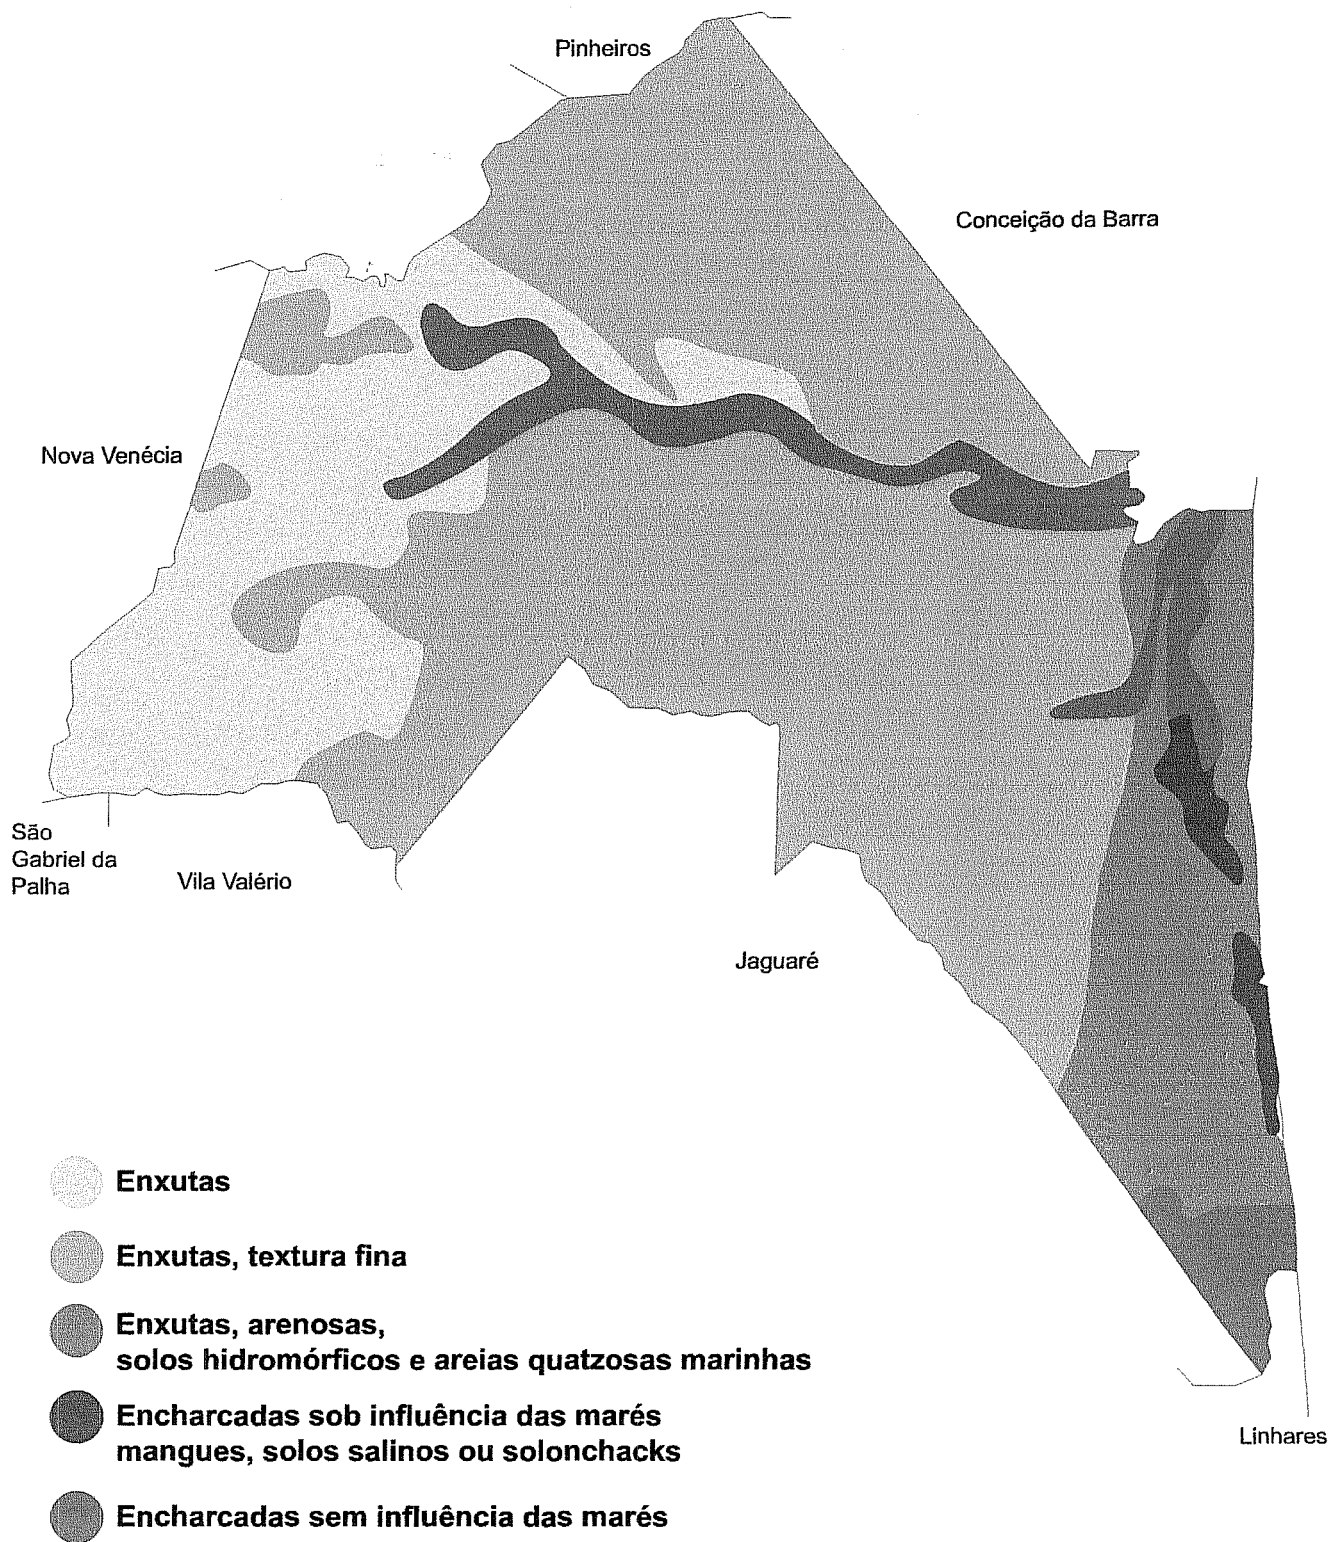 Pinheiros
Conceição da Barra
Nova Venécia
São
Gabriel da
Palha
Vila Valério
Jaguaré
Linhares
Enxutas
Enxutas, textura fina
Enxutas, arenosas,
solos hidromórficos e areias quatzosas marinhas
Encharcadas sob influência das marés
mangues, solos salinos ou solonchacks
Encharcadas sem influência das marés